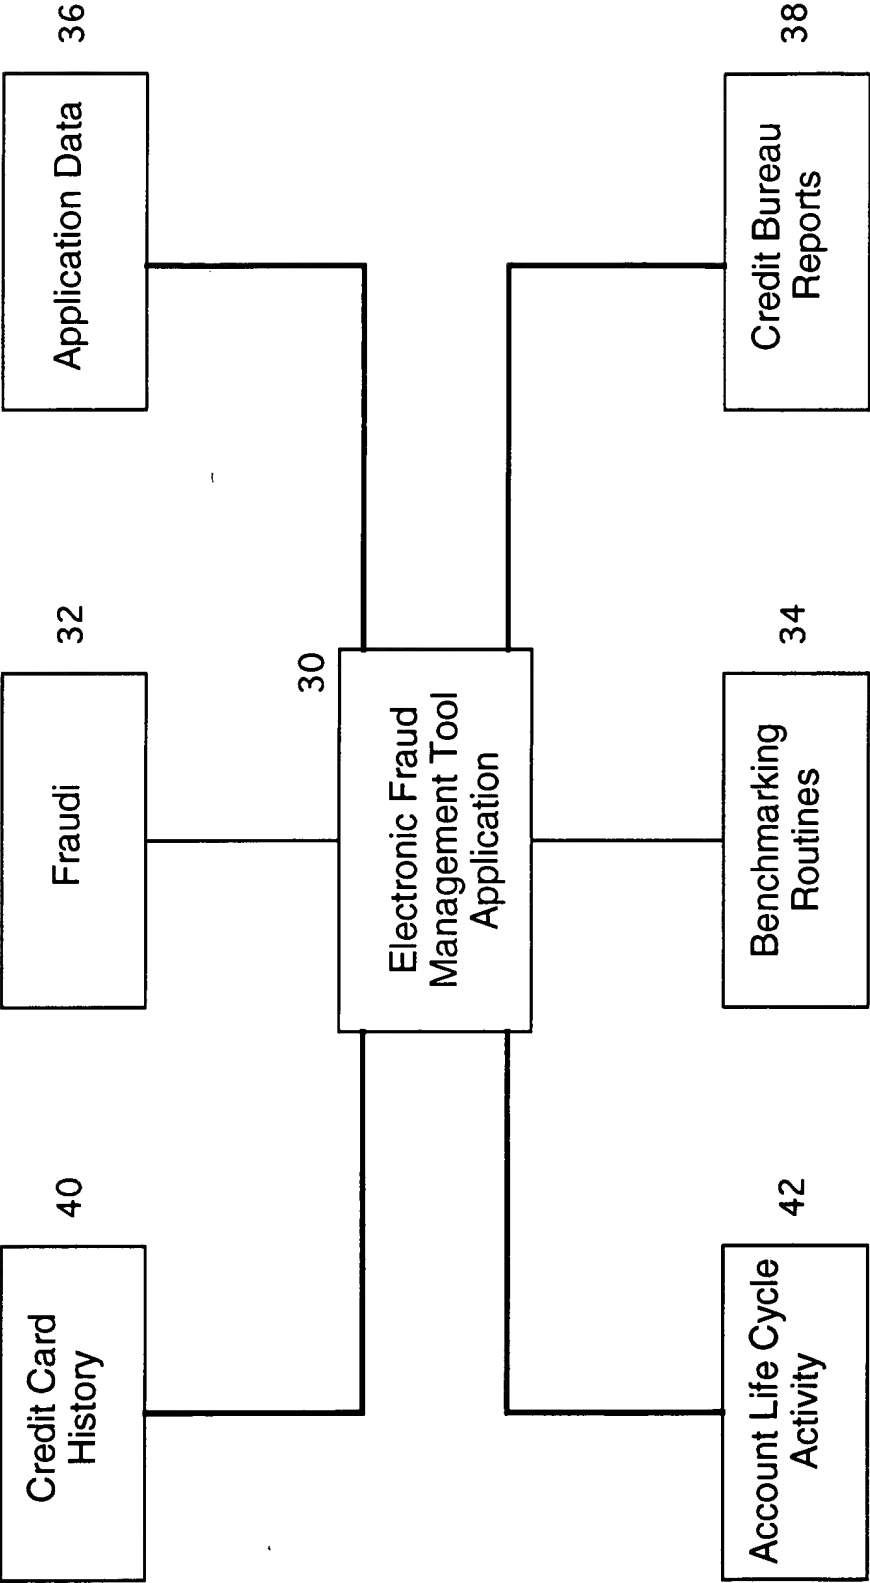 Credit Card
History
40
Fraudi
32
Application Data
36
30
Electronic Fraud
Management Tool
Application
Account Life Cycle
Activity
42
Benchmarking
Routines
34
Credit Bureau
Reports
38